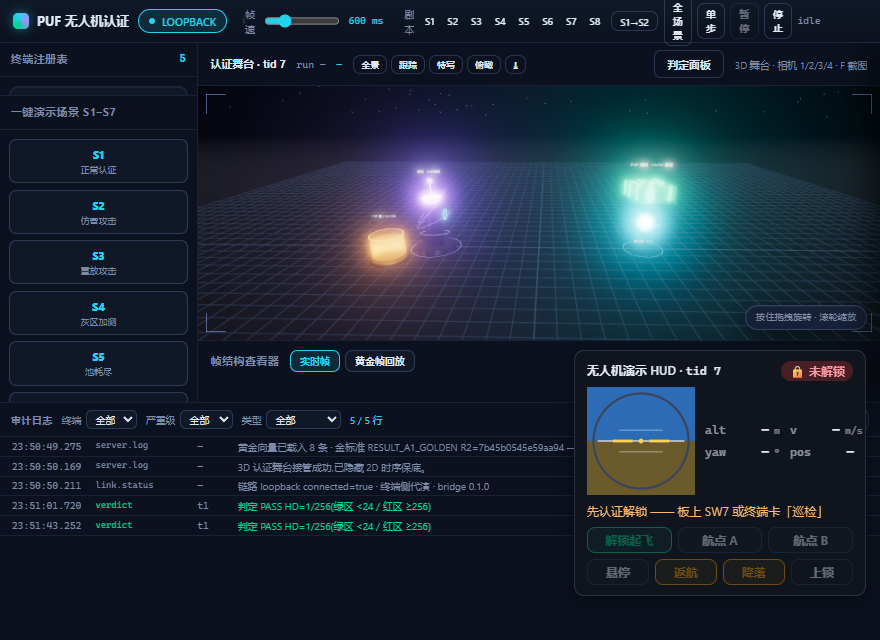 PUF 无人机认证
LOOPBACK
帧速
600 ms
剧本
S1 S2 S3 S4 S5 S6 S7 S8
S1→S2
全场景
单步
暂停
停止
idle
终端注册表 5
一键演示场景 S1–S7
S1
正常认证
S2
仿冒攻击
S3
重放攻击
S4
灰区加测
S5
池耗尽
认证舞台 · tid 7 run – –
全景 跟踪 特写 俯瞰
判定面板
3D 舞台 · 相机 1/2/3/4 · F 截图
按住拖拽旋转 · 滚轮缩放
帧结构查看器 实时帧 黄金帧回放
审计日志 终端 全部 严重级 全部 类型 全部 5 / 5 行
23:50:49.275 server.log — 黄金向量已载入 8 条 · 金标准 RESULT_A1_GOLDEN R2=7b45b0545e59aa94 —
23:50:50.169 server.log — 3D 认证舞台接管成功,已隐藏 2D 时序保底。
23:50:50.211 link.status — 链路 loopback connected=true · 终端侧代演 · bridge 0.1.0
23:51:01.720 verdict t1 判定 PASS HD=1/256(绿区 <24 / 红区 ≥256)
23:51:43.252 verdict t1 判定 PASS HD=1/256(绿区 <24 / 红区 ≥256)
无人机演示 HUD · tid 7
未解锁
alt — m v — m/s
yaw — ° pos —
先认证解锁 —— 板上 SW7 或终端卡「巡检」
解锁起飞 航点 A 航点 B
悬停 返航 降落 上锁